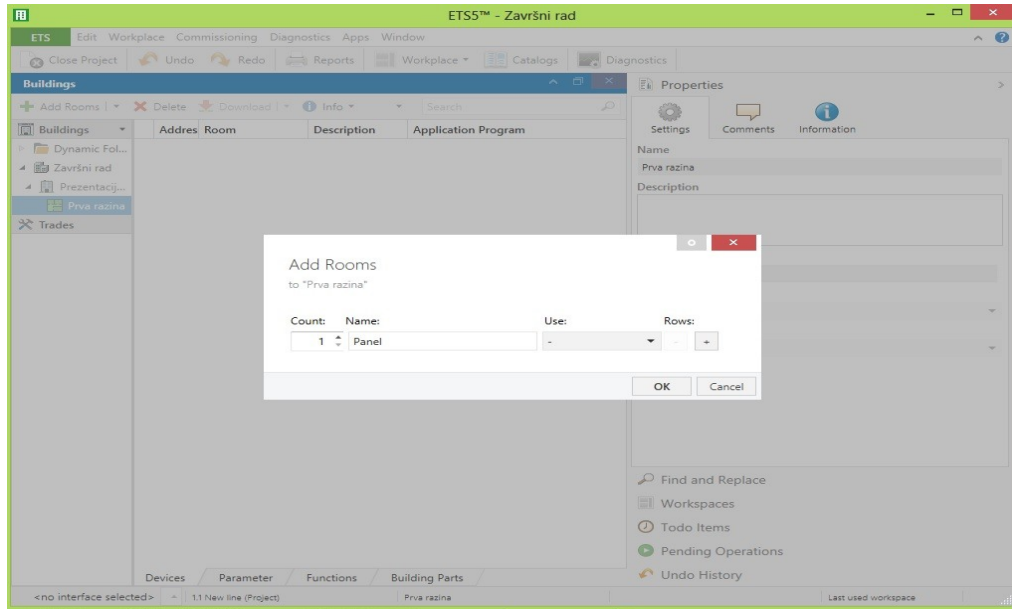 ETS5™ - Završni rad
ETS Edit Workplace Commissioning Diagnostics Apps Window
Close Project Undo Redo Reports Workplace Catalogs Diagnostics
Buildings
Add Rooms Delete Download Info Search
Buildings Addres Room Description Application Program
Dynamic Fol...
Završni rad
Prezentacij...
Prva razina
Trades
Properties
Settings Comments Information
Name
Prva razina
Description
Add Rooms
to "Prva razina"
Count: Name: Use: Rooms:
1 Panel - - +
OK Cancel
Find and Replace
Workspaces
Todo Items
Pending Operations
Undo History
Devices Parameter Functions Building Parts
<no interface selected> 1.1 New line (Project) Prva razina Last used workspace